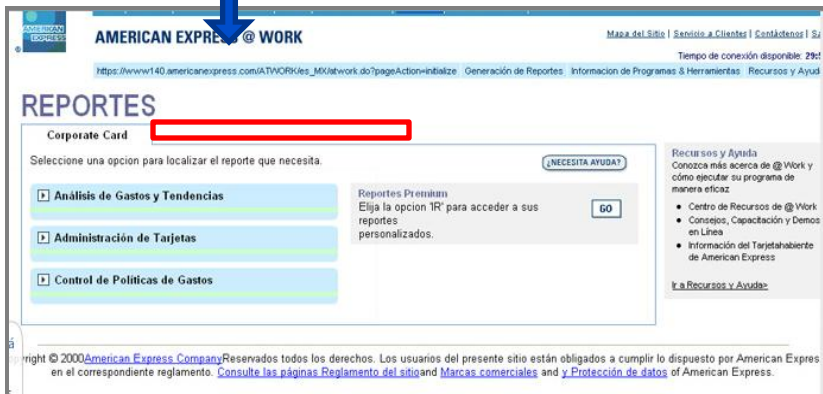 AMERICAN EXPRESS
AMERICAN EXPRESS @ WORK
Mapa del Sitio | Servicio a Clientes | Contáctenos |
Tiempo de conexión disponible:
https://www140.americanexpress.com/ATWORK/es_MX/atwork.do?pageAction=initialize Generación de Reportes Informacion de Programas & Herramientas Recursos y Ayud
REPORTES
Corporate Card
Seleccione una opcion para localizar el reporte que necesita.
¿NECESITA AYUDA?
Análisis de Gastos y Tendencias
Administración de Tarjetas
Control de Políticas de Gastos
Reportes Premium
Elija la opcion 'IR' para acceder a sus
reportes
personalizados.
GO
Recursos y Ayuda
Conozca más acerca de @ Work y
cómo ejecutar su programa de
manera eficaz
Centro de Recursos de @ Work
Consejos, Capacitación y Demos
en Línea
Información del Tarjetahabiente
de American Express
Ir a Recursos y Ayuda>
right © 2000American Express CompanyReservados todos los derechos. Los usuarios del presente sitio están obligados a cumplir lo dispuesto por American Expres
en el correspondiente reglamento. Consulte las páginas Reglamento del sitioand Marcas comerciales and y Protección de datos of American Express.